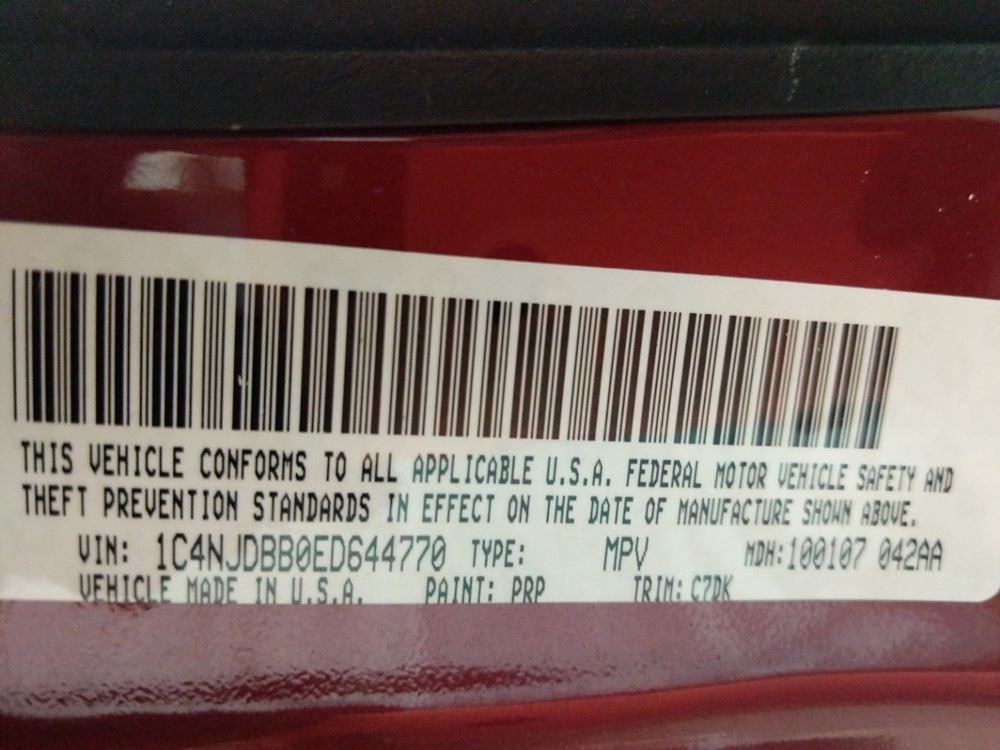 THIS VEHICLE CONFORMS TO ALL APPLICABLE U.S.A. FEDERAL MOTOR VEHICLE SAFETY AND
THEFT PREVENTION STANDARDS IN EFFECT ON THE DATE OF MANUFACTURE SHOWN ABOVE.
VIN: 1C4NJDBB0ED644770 TYPE: MPV MDH:100107 042AA
VEHICLE MADE IN U.S.A. PAINT: PRP TRIM: C7DK